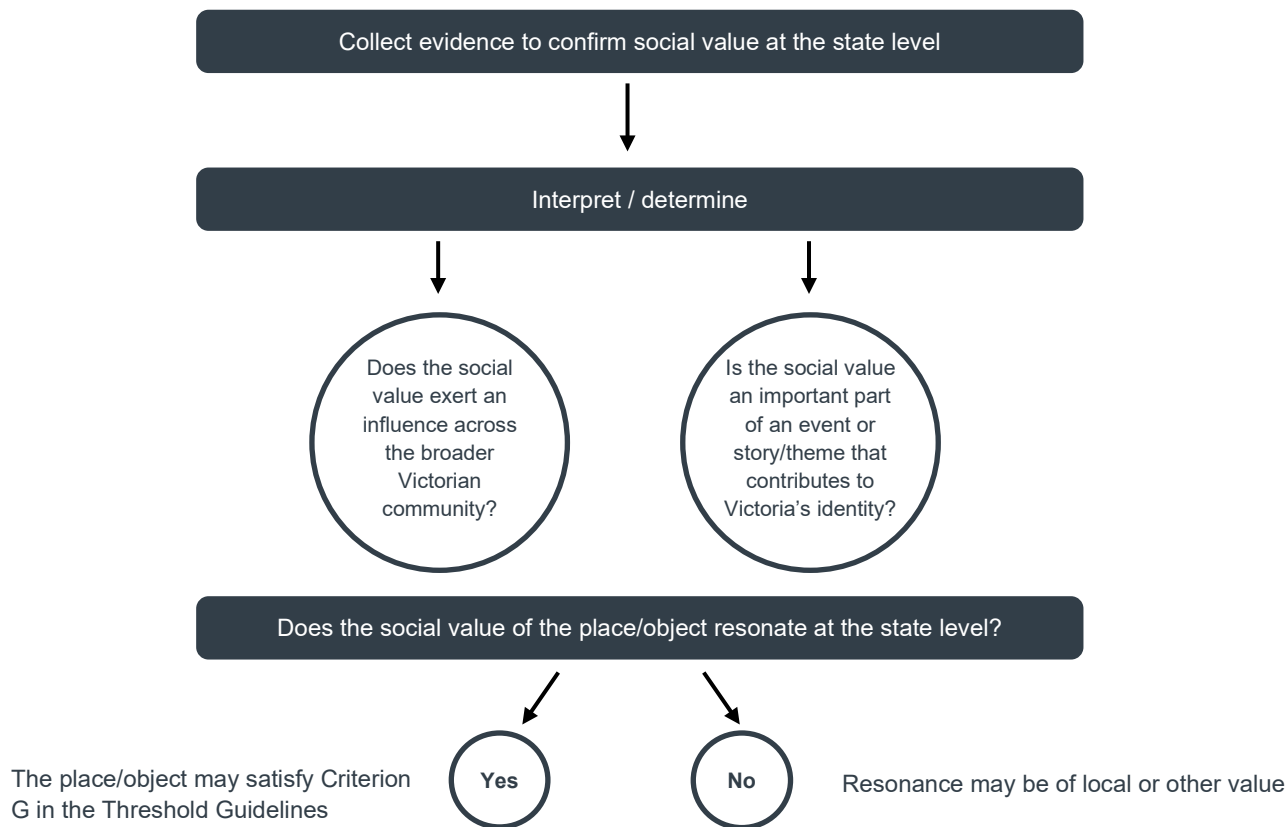 Collect evidence to confirm social value at the state level
Interpret / determine
Does the social
value exert an
influence across
the broader
Victorian
community?
Is the social value
an important part
of an event or
story/theme that
contributes to
Victoria’s identity?
Does the social value of the place/object resonate at the state level?
The place/object may satisfy Criterion
G in the Threshold Guidelines
Yes
No
Resonance may be of local or other value